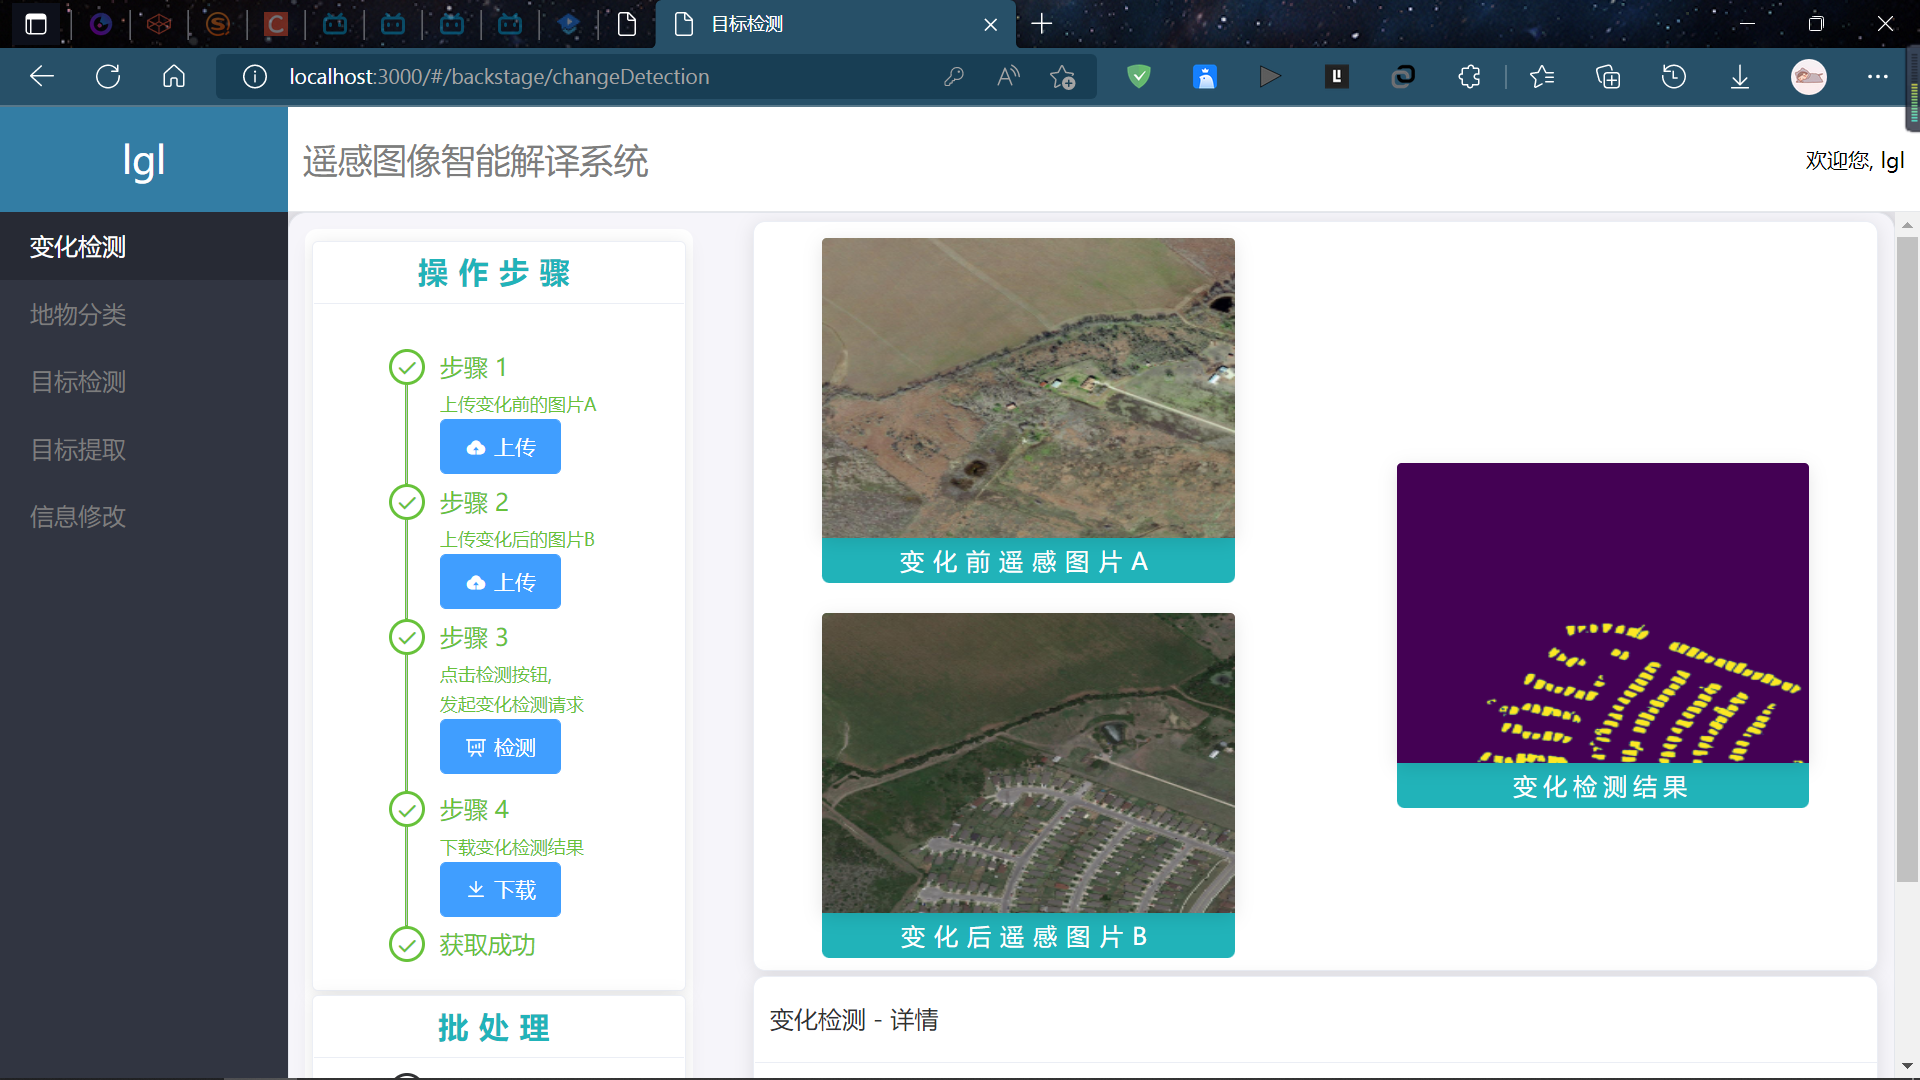 目标检测
localhost:3000/#/backstage/changeDetection
lgl
遥感图像智能解译系统
欢迎您, lgl
变化检测
地物分类
目标检测
目标提取
信息修改
操作步骤
步骤 1
上传变化前的图片A
上传
步骤 2
上传变化后的图片B
上传
步骤 3
点击检测按钮,
发起变化检测请求
检测
步骤 4
下载变化检测结果
下载
获取成功
批处理
变化前遥感图片A
变化后遥感图片B
变化检测结果
变化检测 - 详情